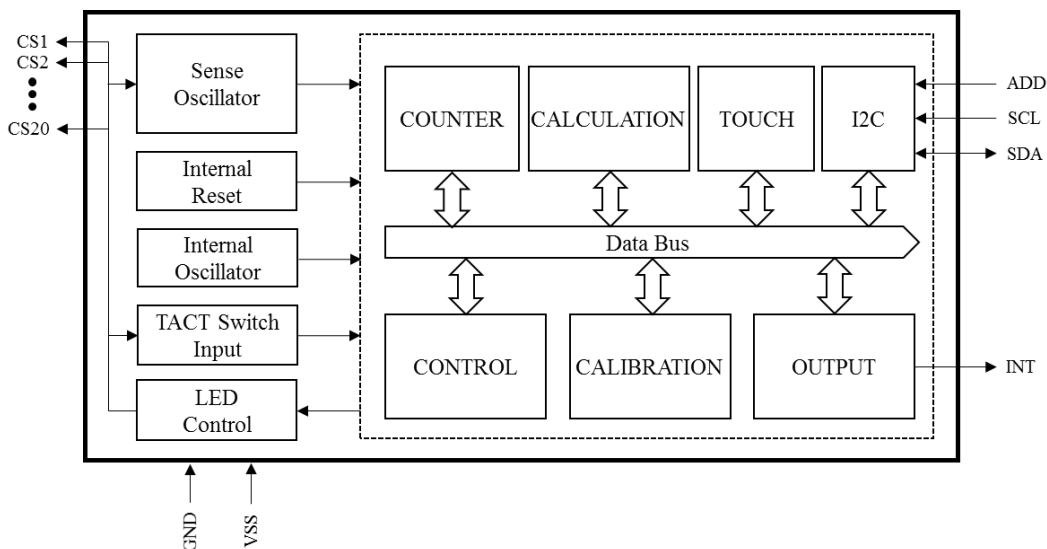 CS1
CS2
CS20
Sense
Oscillator
Internal
Reset
Internal
Oscillator
TACT Switch
Input
LED
Control
COUNTER
CALCULATION
TOUCH
I2C
Data Bus
CONTROL
CALIBRATION
OUTPUT
ADD
SCL
SDA
INT
GND
VSS